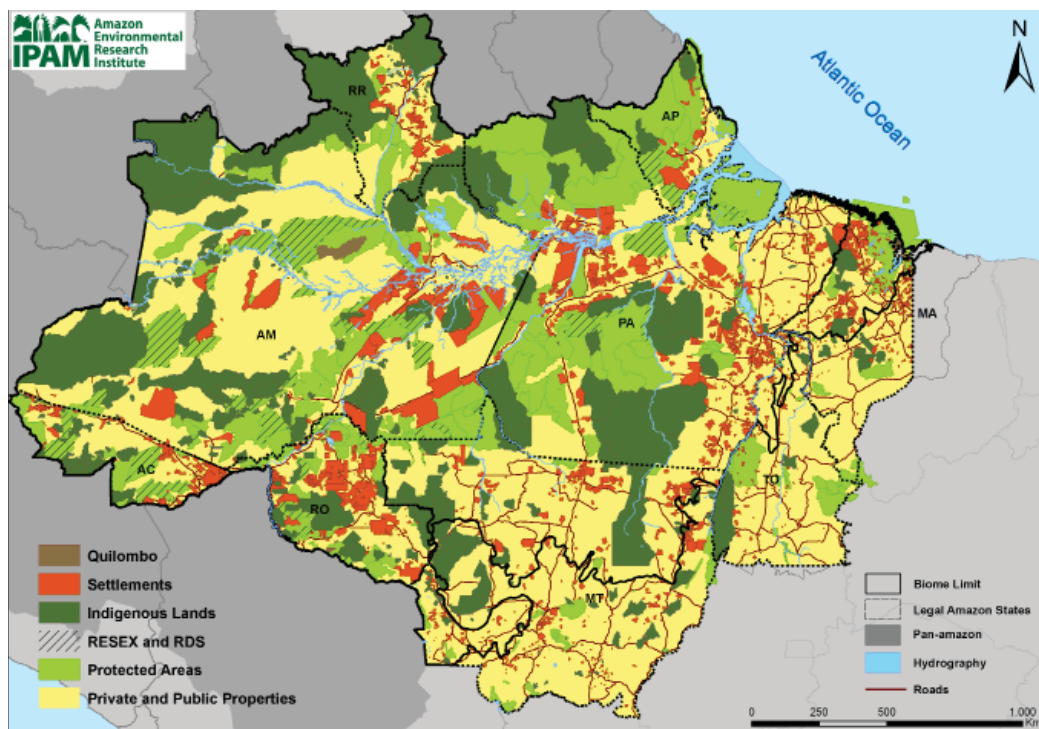 IPAM
Amazon
Environmental
Research
Institute
N
Atlantic Ocean
RR
AP
AM
PA
MA
AC
RO
TO
MT
Quilombo
Settlements
Indigenous Lands
RESEX and RDS
Protected Areas
Private and Public Properties
Biome Limit
Legal Amazon States
Pan-amazon
Hydrography
Roads
0 250 500 1.000
Km